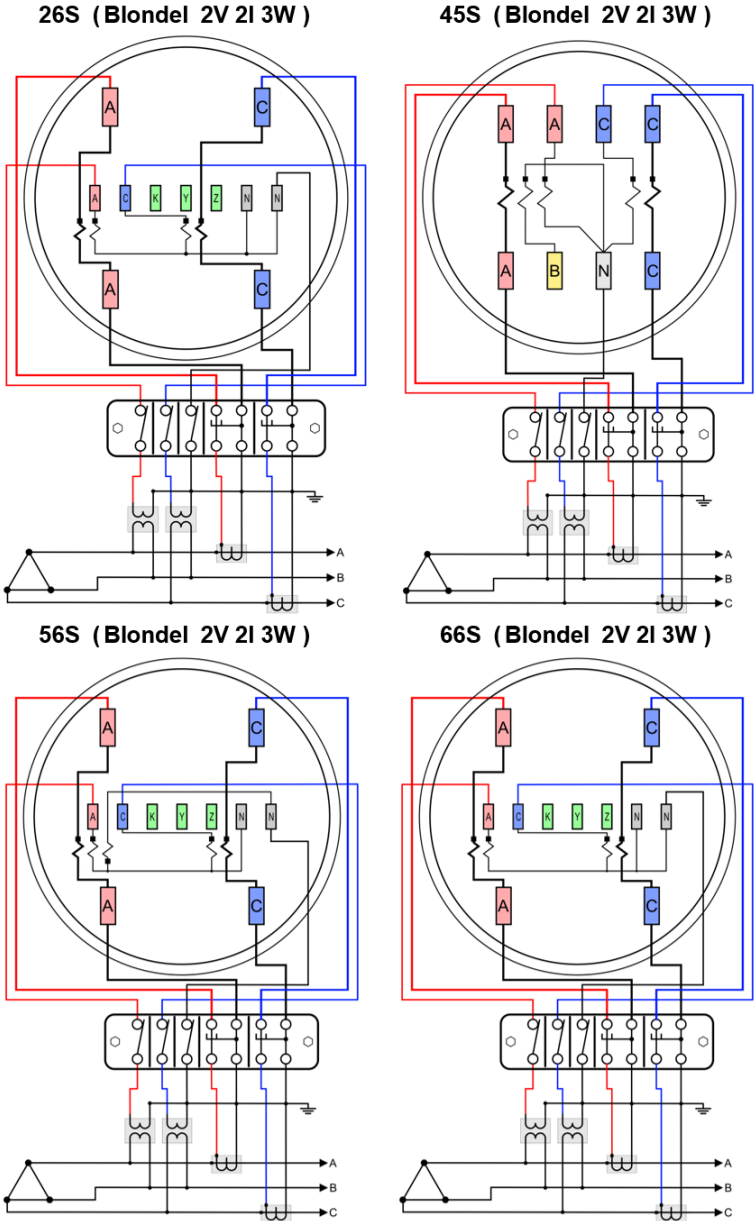 26S ( Blondel 2V 2I 3W )
A
C
A
C
K
Y
Z
N
N
A
C
A
B
C
45S ( Blondel 2V 2I 3W )
A
A
C
C
A
B
N
C
A
B
C
56S ( Blondel 2V 2I 3W )
A
C
A
C
K
Y
Z
N
N
A
C
A
B
C
66S ( Blondel 2V 2I 3W )
A
C
A
C
K
Y
Z
N
N
A
C
A
B
C